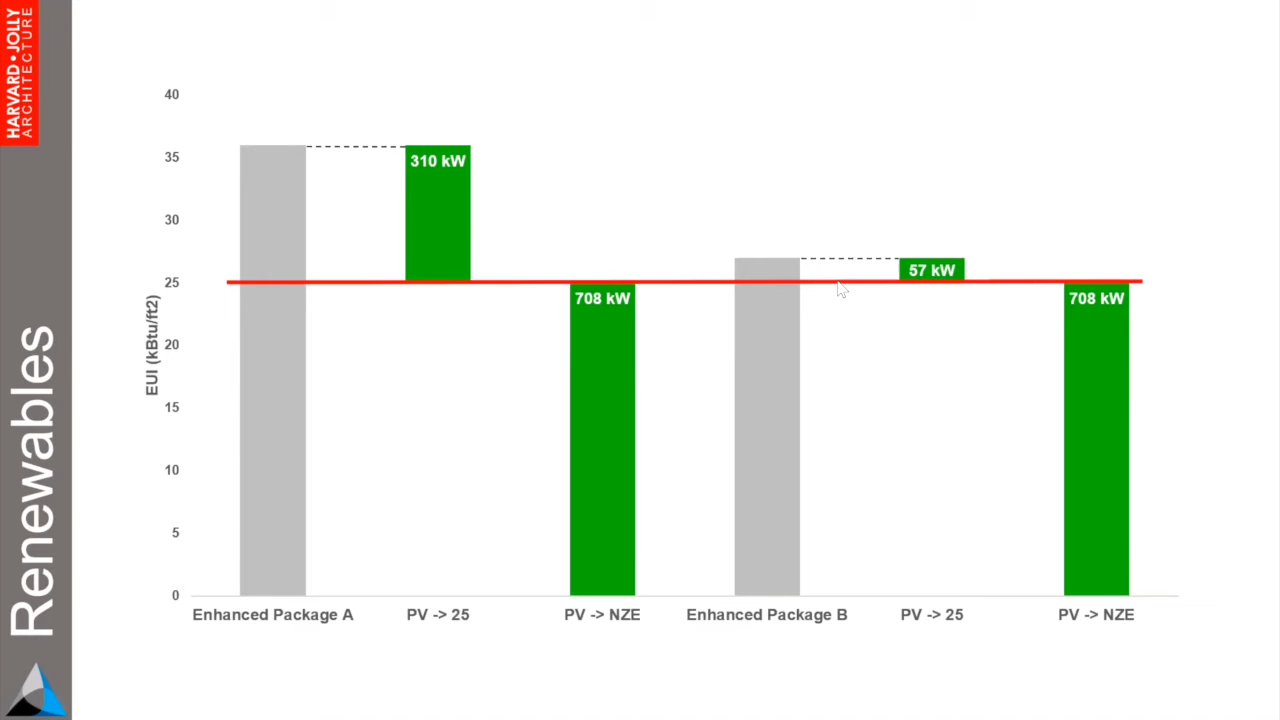 HARVARD•JOLLY
ARCHITECTURE
Renewables
EUI (kBtu/ft2)
40
35
30
25
20
15
10
5
0
310 kW
708 kW
57 kW
708 kW
Enhanced Package A
PV -> 25
PV -> NZE
Enhanced Package B
PV -> 25
PV -> NZE